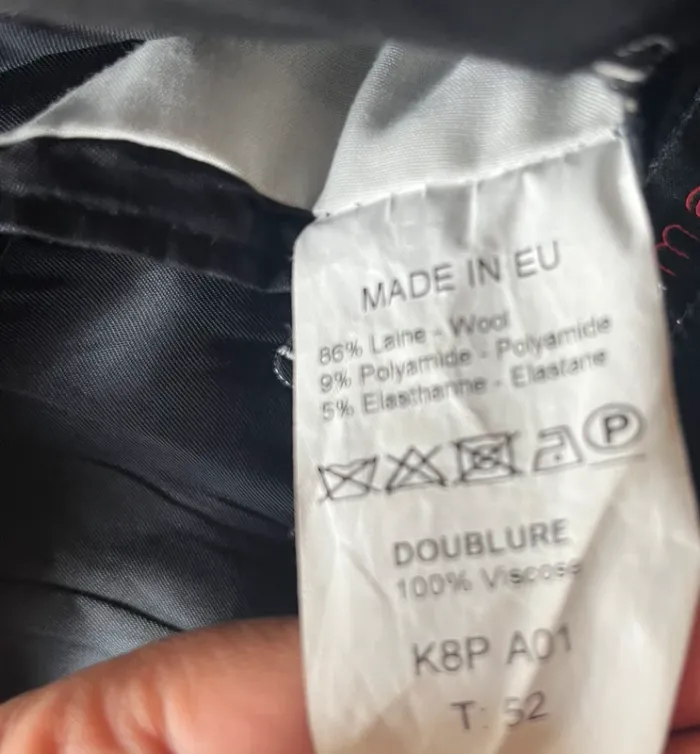 MADE IN EU
86% Laine - Wool
9% Polyamide - Polyamide
5% Elasthanne - Elastane
P
DOUBLURE
100% Viscose
K8P A01
T: 52